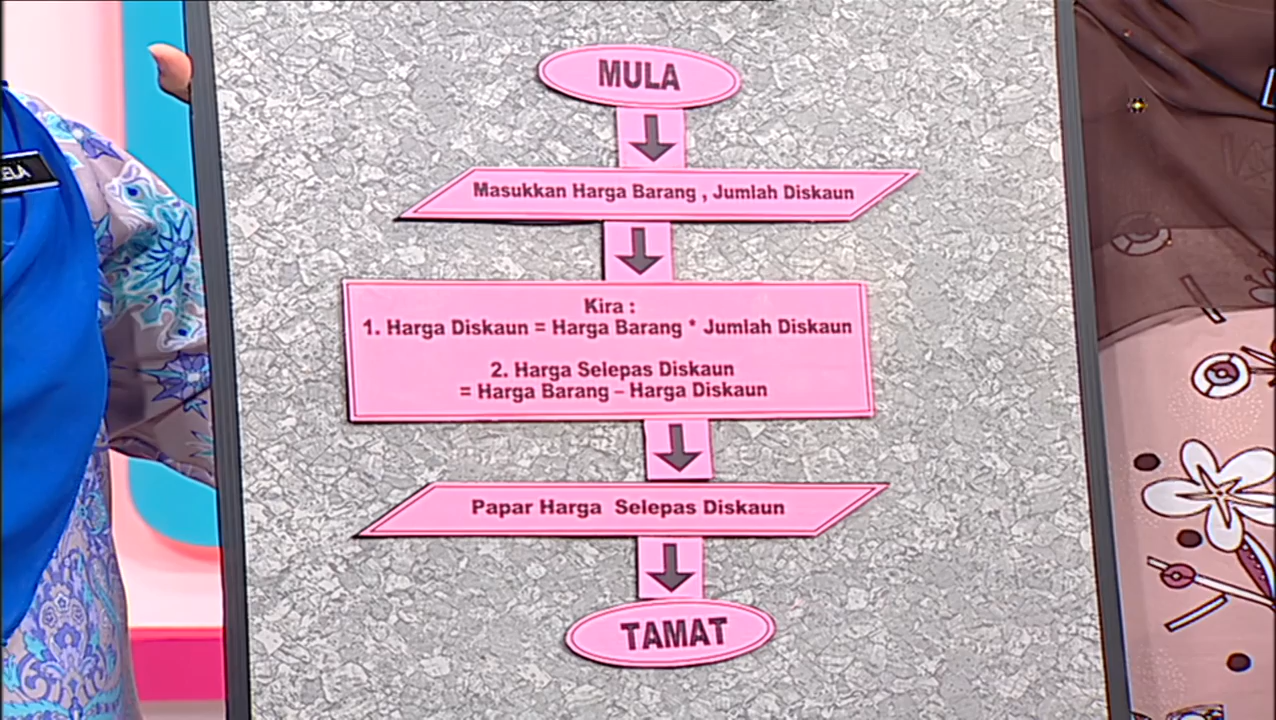 MULA
Masukkan Harga Barang , Jumlah Diskaun
Kira :
1. Harga Diskaun = Harga Barang * Jumlah Diskaun
2. Harga Selepas Diskaun
= Harga Barang – Harga Diskaun
Papar Harga Selepas Diskaun
TAMAT